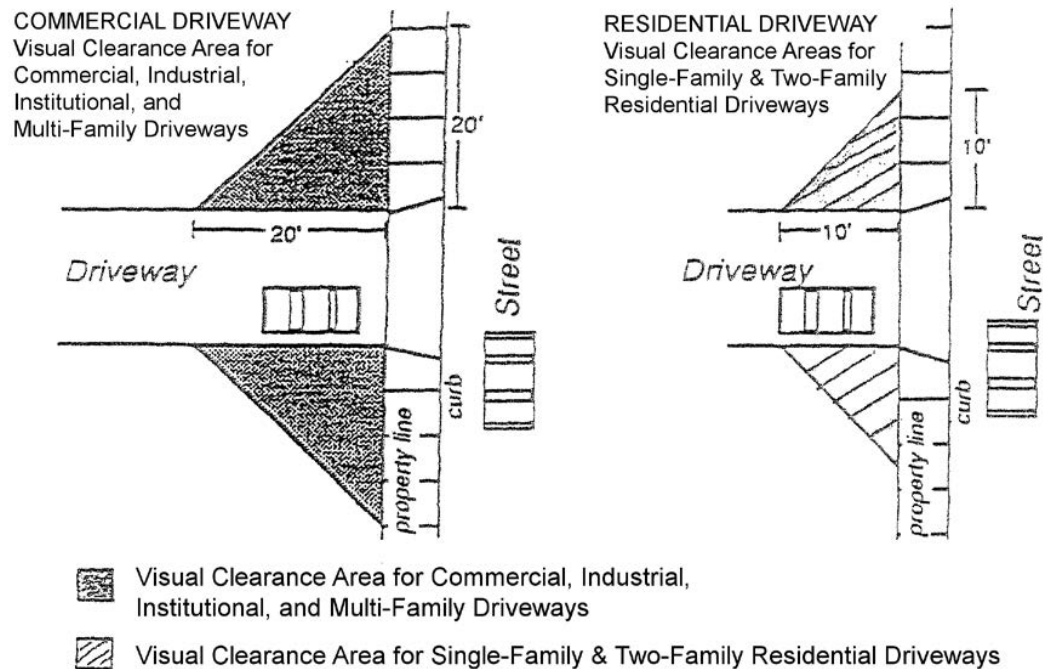 COMMERCIAL DRIVEWAY
Visual Clearance Area for
Commercial, Industrial,
Institutional, and
Multi-Family Driveways
20'
20'
Driveway
Street
curb
property line
RESIDENTIAL DRIVEWAY
Visual Clearance Areas for
Single-Family & Two-Family
Residential Driveways
10'
10'
Driveway
Street
curb
property line
Visual Clearance Area for Commercial, Industrial,
Institutional, and Multi-Family Driveways
Visual Clearance Area for Single-Family & Two-Family Residential Driveways